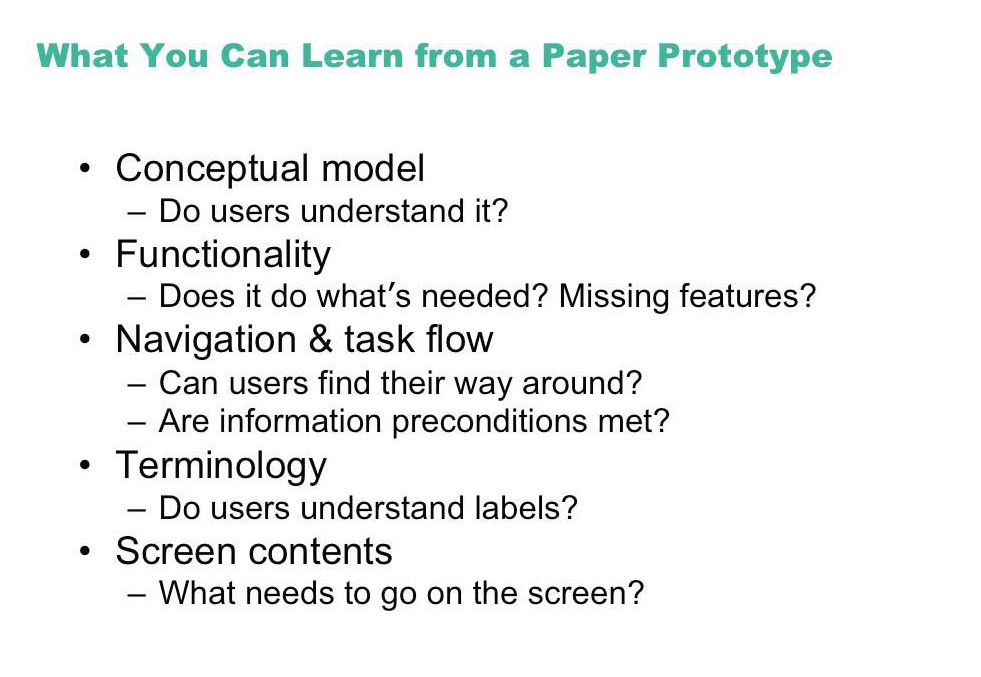 What You Can Learn from a Paper Prototype
• Conceptual model
– Do users understand it?
• Functionality
– Does it do what’s needed? Missing features?
• Navigation & task flow
– Can users find their way around?
– Are information preconditions met?
• Terminology
– Do users understand labels?
• Screen contents
– What needs to go on the screen?